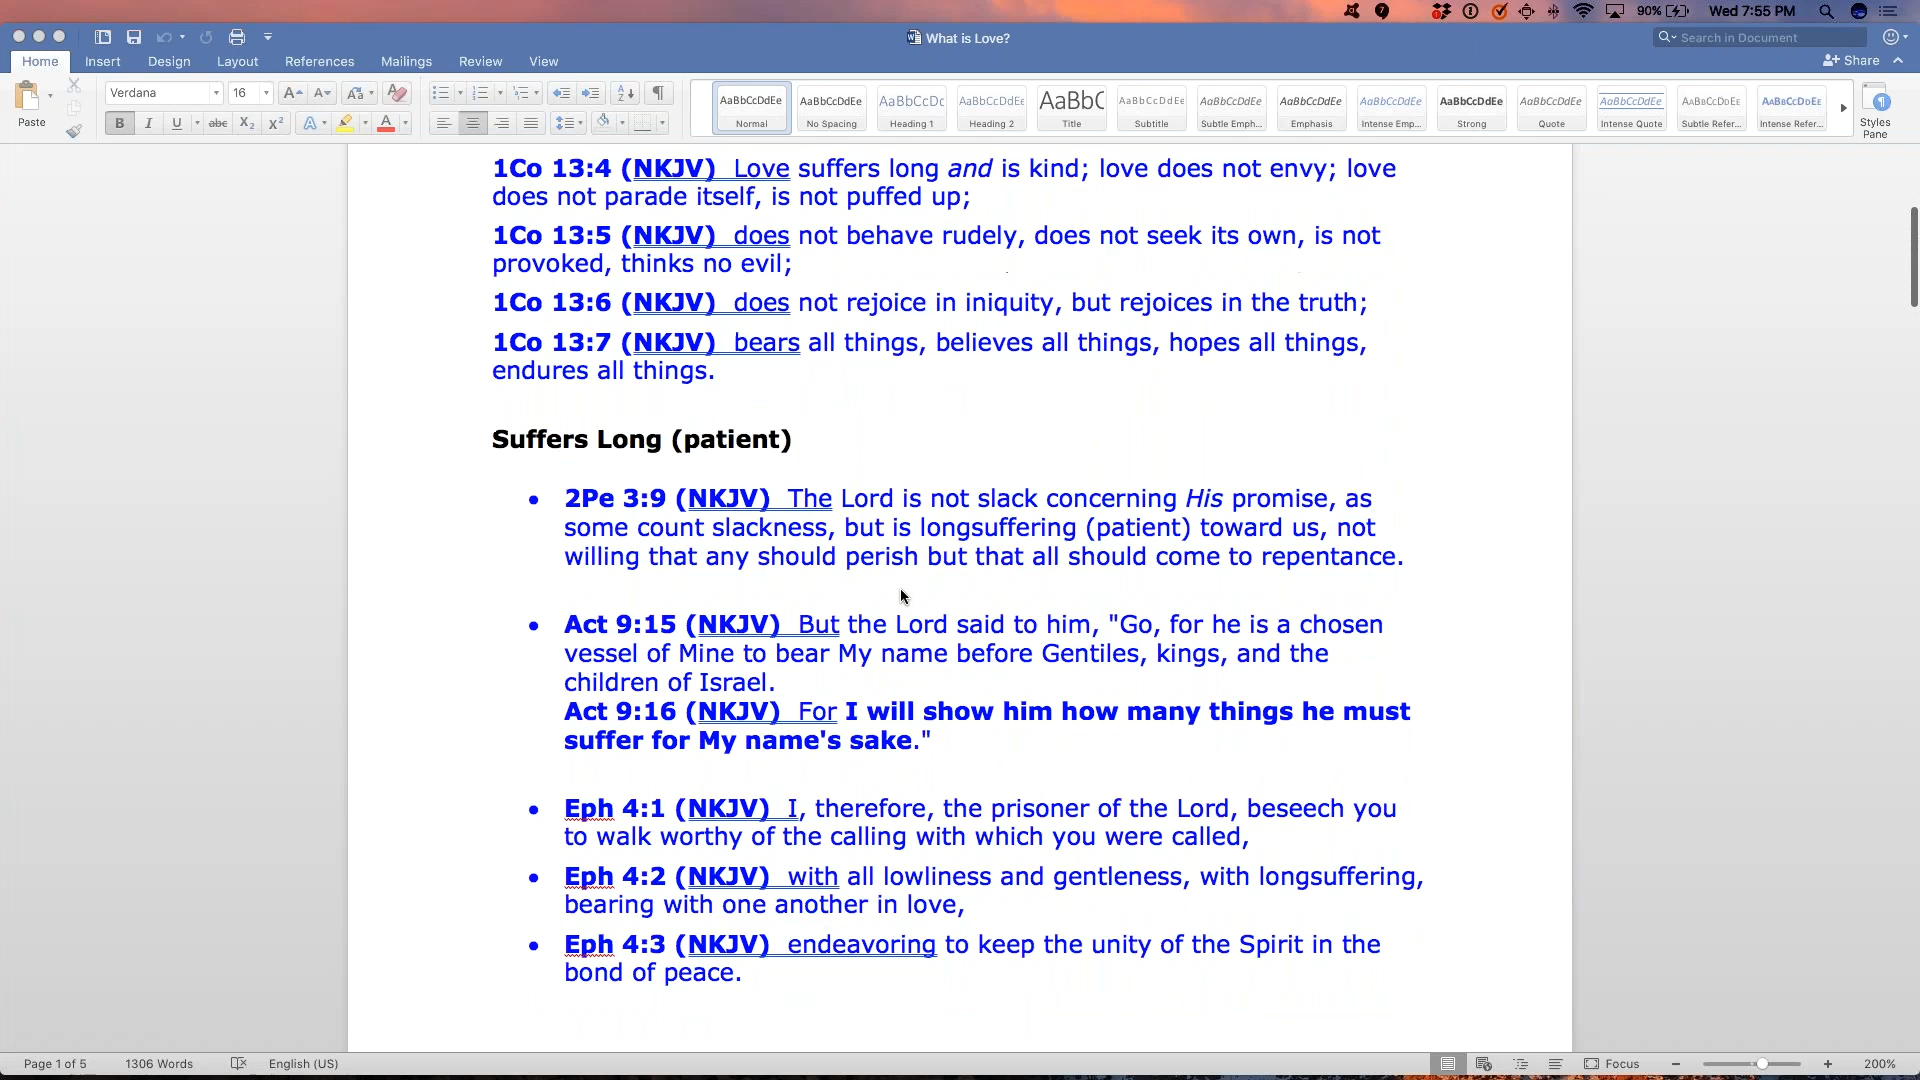 90%
Wed 7:55 PM
What is Love?
Search in Document
Home Insert Design Layout References Mailings Review View
Share
Paste
Verdana 16
AaBbCcDdEe AaBbCcDdEe AaBbCcDc AaBbCcDdEe AaBbC AaBbCcDdEe AaBbCcDdEe AaBbCcDdEe AaBbCcDdEe AaBbCcDdEe AaBbCcDdEe AaBbCcDdEe AaBbCcDdEe AaBbCcDdEe
Normal No Spacing Heading 1 Heading 2 Title Subtitle Subtle Emph... Emphasis Intense Emp... Strong Quote Intense Quote Subtle Refer... Intense Refer...
Styles
Pane
1Co 13:4 (NKJV) Love suffers long and is kind; love does not envy; love
does not parade itself, is not puffed up;
1Co 13:5 (NKJV) does not behave rudely, does not seek its own, is not
provoked, thinks no evil;
1Co 13:6 (NKJV) does not rejoice in iniquity, but rejoices in the truth;
1Co 13:7 (NKJV) bears all things, believes all things, hopes all things,
endures all things.
Suffers Long (patient)
• 2Pe 3:9 (NKJV) The Lord is not slack concerning His promise, as
some count slackness, but is longsuffering (patient) toward us, not
willing that any should perish but that all should come to repentance.
• Act 9:15 (NKJV) But the Lord said to him, "Go, for he is a chosen
vessel of Mine to bear My name before Gentiles, kings, and the
children of Israel.
Act 9:16 (NKJV) For I will show him how many things he must
suffer for My name's sake."
• Eph 4:1 (NKJV) I, therefore, the prisoner of the Lord, beseech you
to walk worthy of the calling with which you were called,
• Eph 4:2 (NKJV) with all lowliness and gentleness, with longsuffering,
bearing with one another in love,
• Eph 4:3 (NKJV) endeavoring to keep the unity of the Spirit in the
bond of peace.
Page 1 of 5 1306 Words English (US) Focus 200%